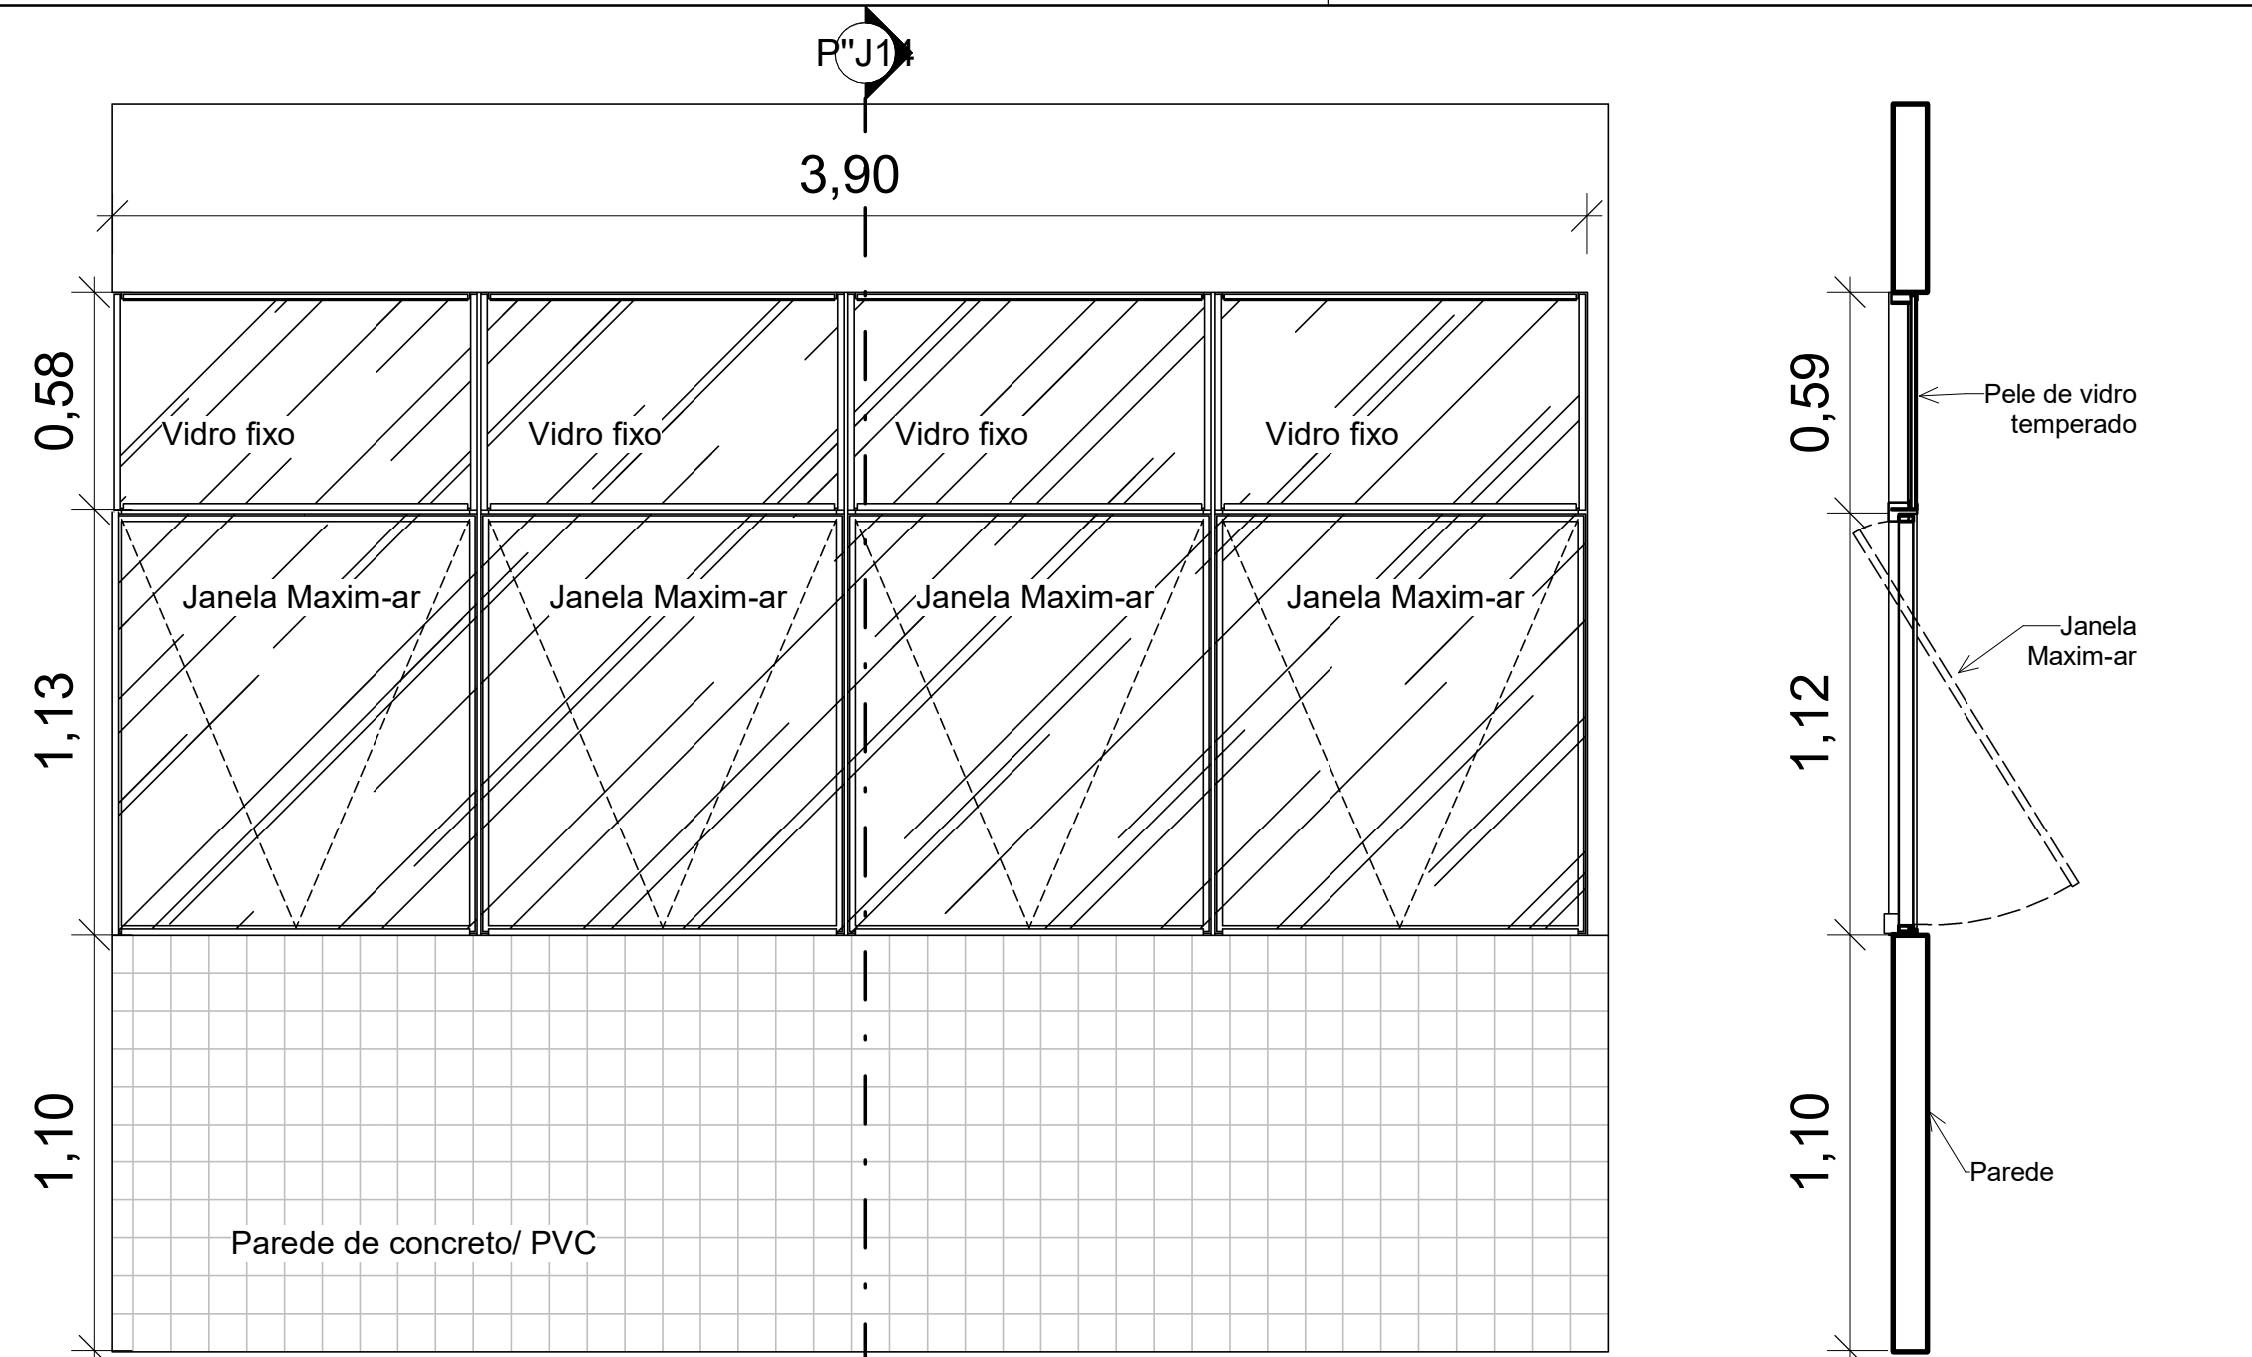 P"J14
3,90
0,58
Vidro fixo
Vidro fixo
Vidro fixo
Vidro fixo
1,13
Janela Maxim-ar
Janela Maxim-ar
Janela Maxim-ar
Janela Maxim-ar
1,10
Parede de concreto/ PVC
0,59
Pele de vidro
temperado
1,12
Janela
Maxim-ar
1,10
Parede